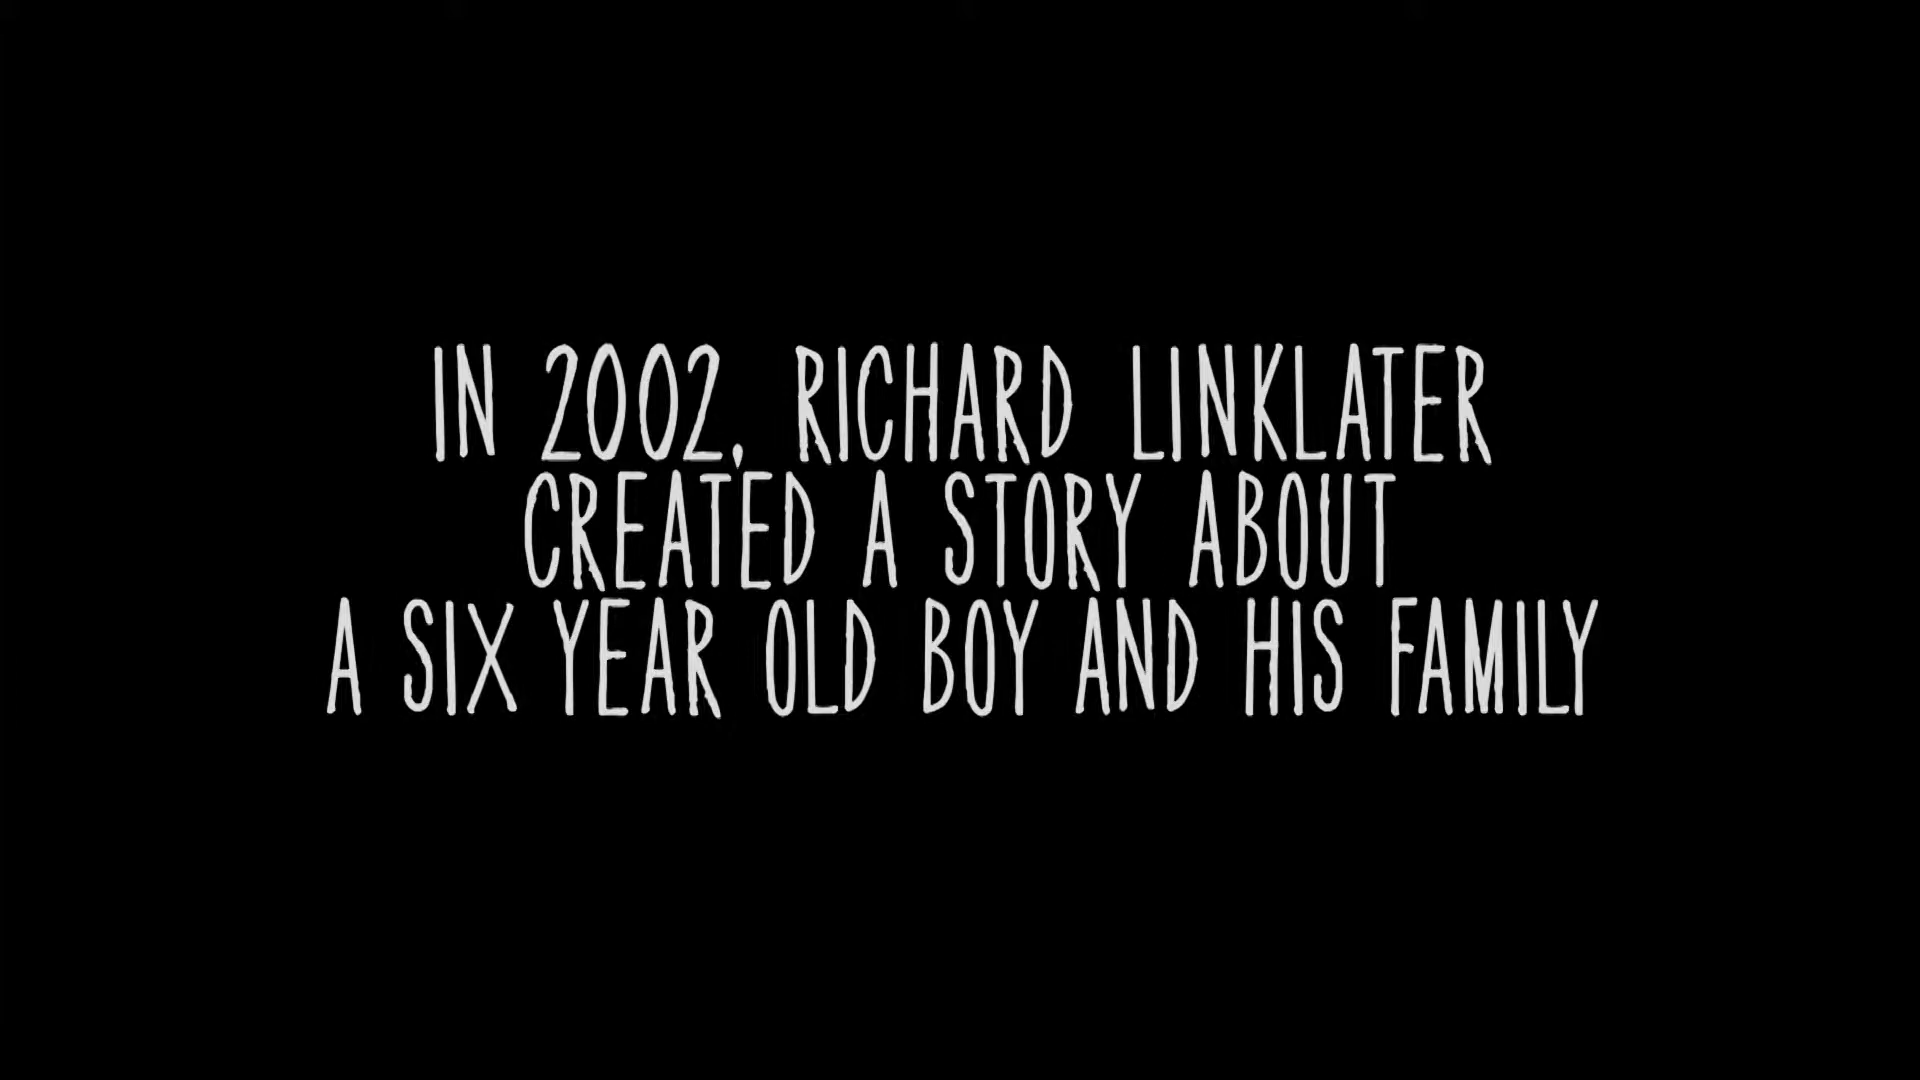 IN 2002, RICHARD LINKLATER
CREATED A STORY ABOUT
A SIX YEAR OLD BOY AND HIS FAMILY